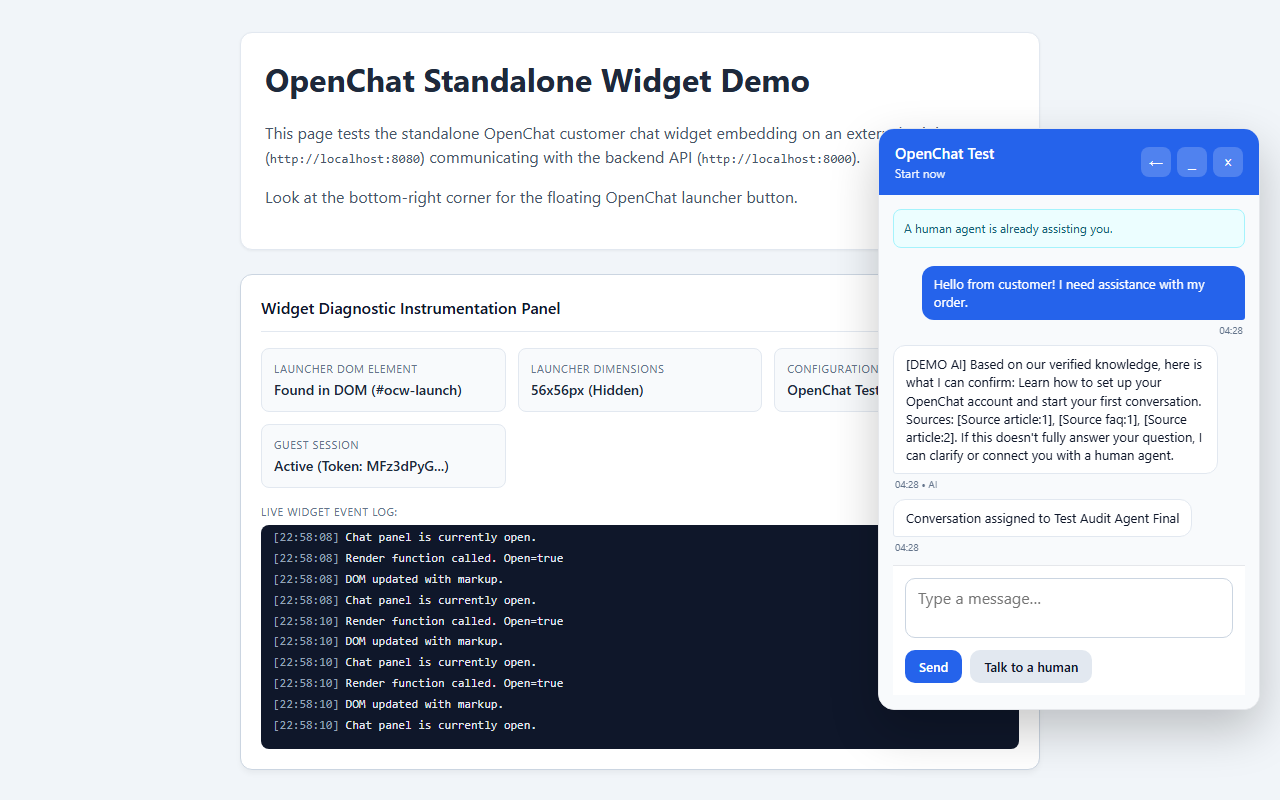 OpenChat Standalone Widget Demo
This page tests the standalone OpenChat customer chat widget embedding on an
(http://localhost:8080) communicating with the backend API (http://localhost:8000).
Look at the bottom-right corner for the floating OpenChat launcher button.
Widget Diagnostic Instrumentation Panel
LAUNCHER DOM ELEMENT
Found in DOM (#ocw-launch)
LAUNCHER DIMENSIONS
56x56px (Hidden)
CONFIGURATION
OpenChat Test
GUEST SESSION
Active (Token: MFz3dPyG...)
LIVE WIDGET EVENT LOG:
[22:58:08] Chat panel is currently open.
[22:58:08] Render function called. Open=true
[22:58:08] DOM updated with markup.
[22:58:08] Chat panel is currently open.
[22:58:10] Render function called. Open=true
[22:58:10] DOM updated with markup.
[22:58:10] Chat panel is currently open.
[22:58:10] Render function called. Open=true
[22:58:10] DOM updated with markup.
[22:58:10] Chat panel is currently open.
OpenChat Test
Start now
← _ ×
A human agent is already assisting you.
Hello from customer! I need assistance with my
order.
04:28
[DEMO AI] Based on our verified knowledge, here is
what I can confirm: Learn how to set up your
OpenChat account and start your first conversation.
Sources: [Source article:1], [Source faq:1], [Source
article:2]. If this doesn't fully answer your question, I
can clarify or connect you with a human agent.
04:28 • AI
Conversation assigned to Test Audit Agent Final
04:28
Type a message...
Send
Talk to a human